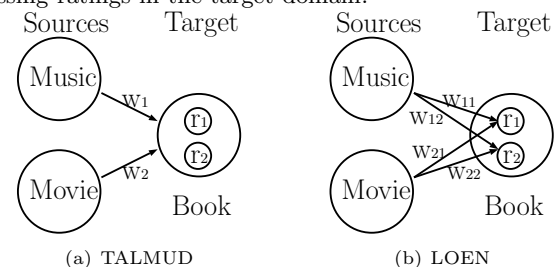 ssing ratings in the target domain.
Sources Target Sources Target
Music Music
w1 w11
r1 w12 r1
r2 w21 r2
w2 w22
Movie Movie
Book Book
(a) TALMUD (b) LOEN